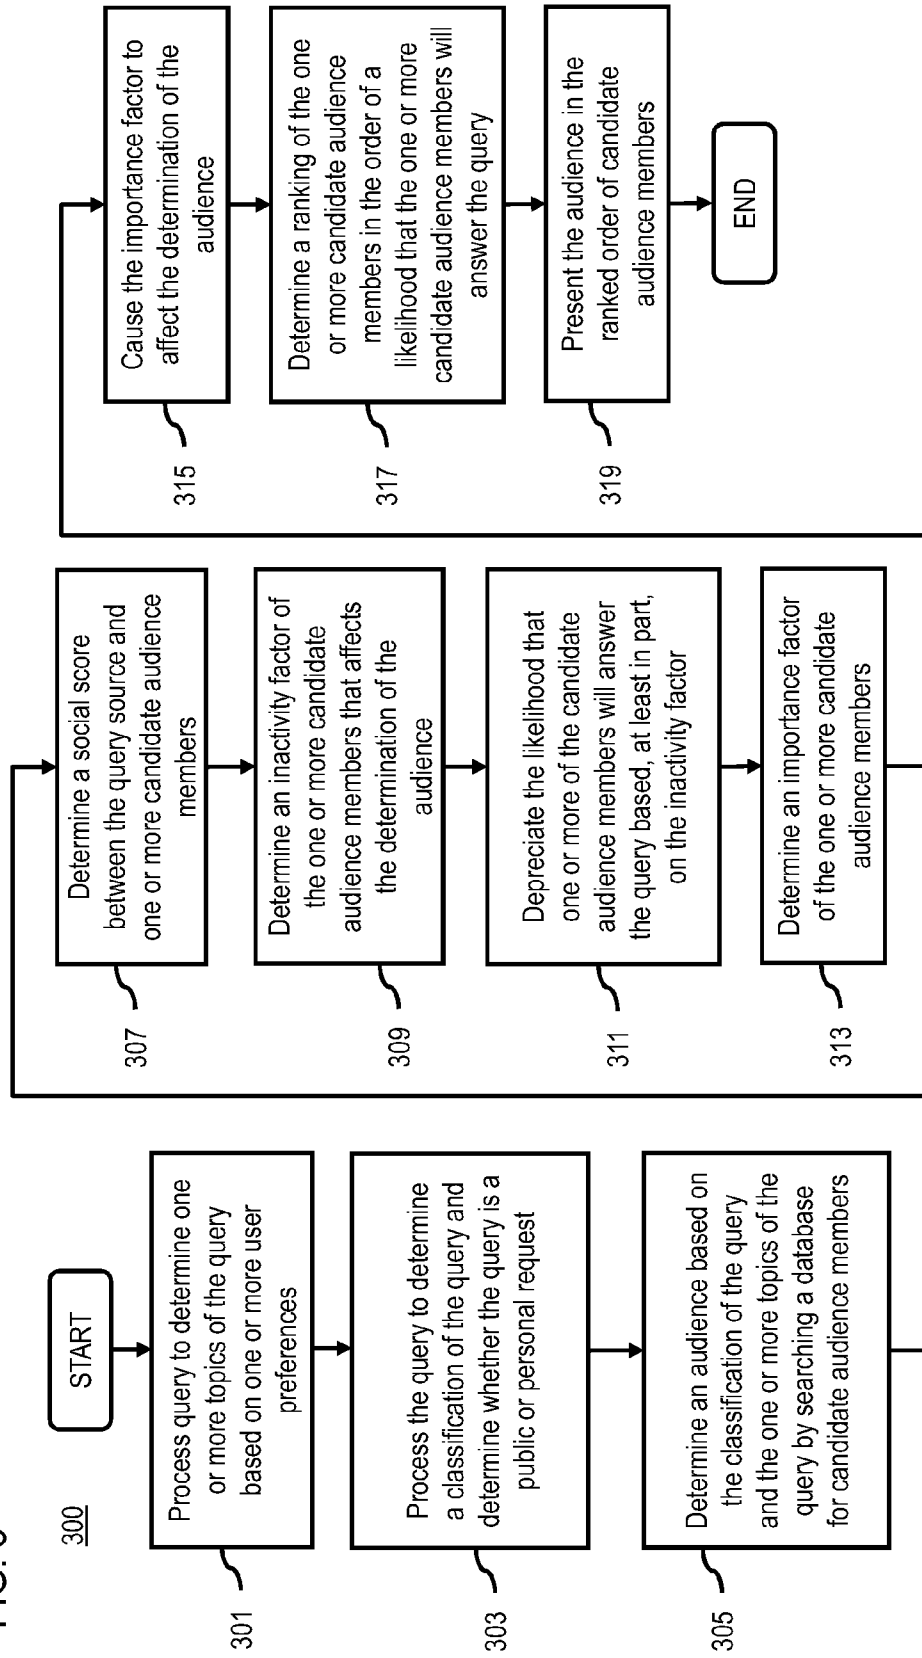 300
START
Process query to determine one
or more topics of the query
based on one or more user
preferences
301
Process the query to determine
a classification of the query and
determine whether the query is a
public or personal request
303
Determine an audience based on
the classification of the query
and the one or more topics of the
query by searching a database
for candidate audience members
305
Determine a social score
between the query source and
one or more candidate audience
members
307
Determine an inactivity factor of
the one or more candidate
audience members that affects
the determination of the
audience
309
Depreciate the likelihood that
one or more of the candidate
audience members will answer
the query based, at least in part,
on the inactivity factor
311
Determine an importance factor
of the one or more candidate
audience members
313
Cause the importance factor to
affect the determination of the
audience
315
Determine a ranking of the one
or more candidate audience
members in the order of a
likelihood that the one or more
candidate audience members will
answer the query
317
Present the audience in the
ranked order of candidate
audience members
319
END